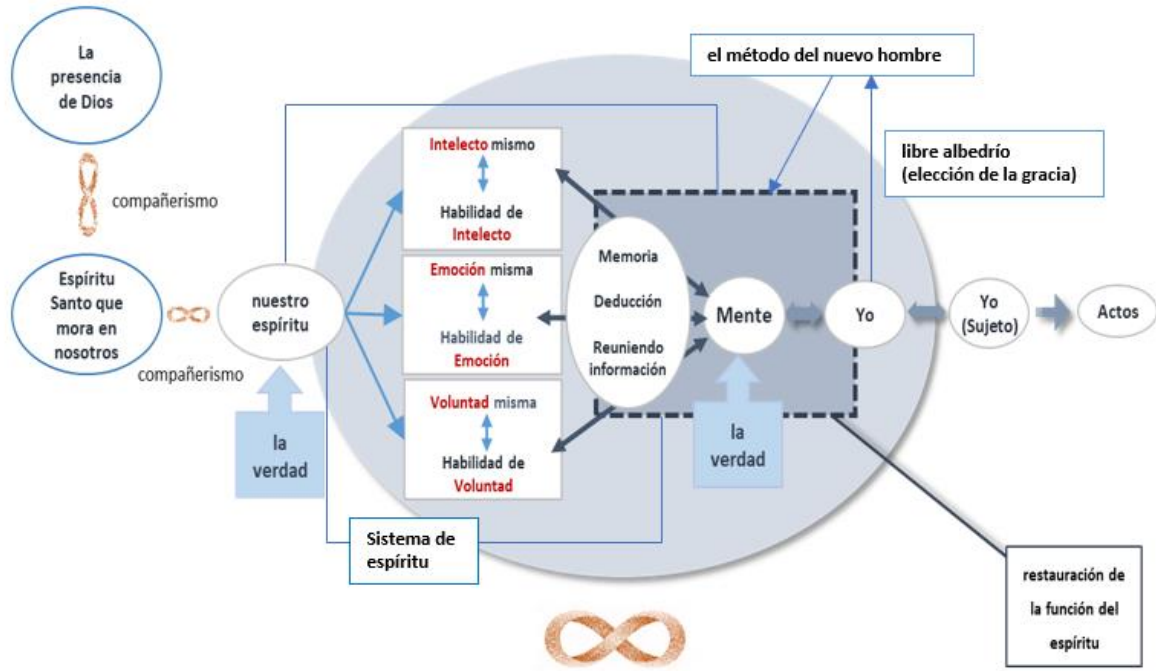 La
presencia
de Dios
compañerismo
Espíritu
Santo que
mora en
nosotros
compañerismo
nuestro
espíritu
la
verdad
Intelecto mismo
Habilidad de
Intelecto
Emoción misma
Habilidad de
Emoción
Voluntad misma
Habilidad de
Voluntad
Sistema de
espíritu
Memoria
Deducción
Reuniendo
información
Mente
la
verdad
Yo
el método del nuevo hombre
libre albedrío
(elección de la gracia)
Yo
(Sujeto)
Actos
restauración de
la función del
espíritu